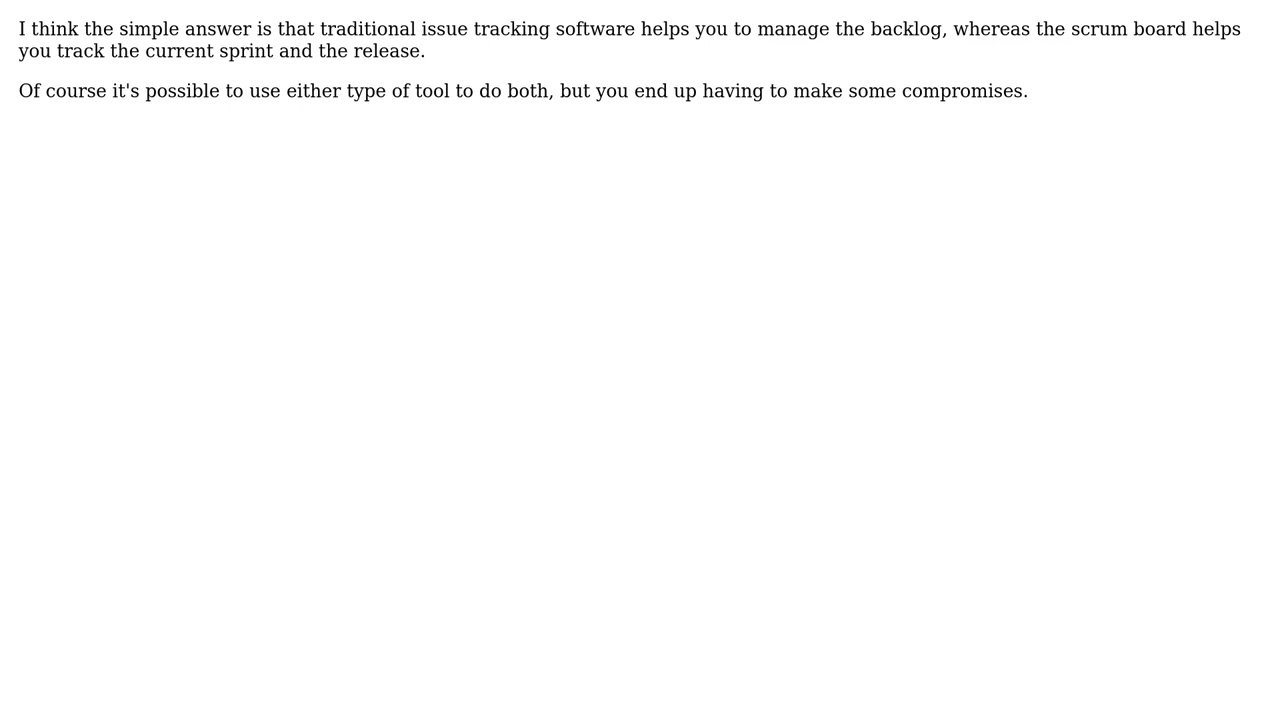 I think the simple answer is that traditional issue tracking software helps you to manage the backlog, whereas the scrum board helps
you track the current sprint and the release.
Of course it's possible to use either type of tool to do both, but you end up having to make some compromises.